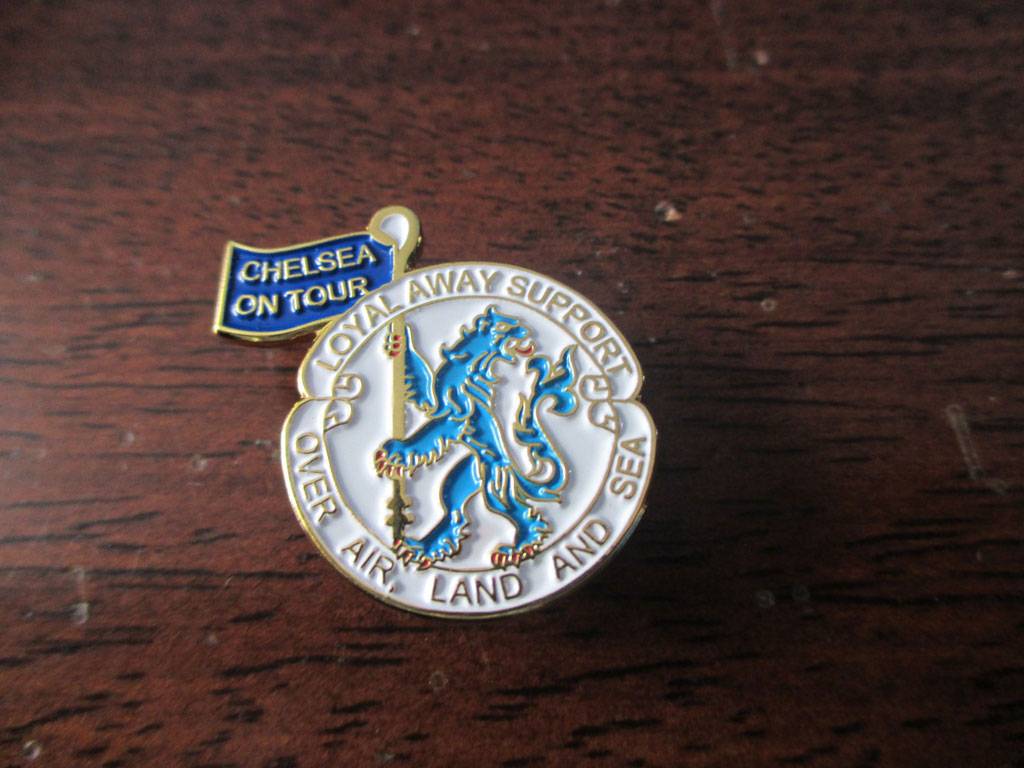 CHELSEA
ON TOUR
LOYAL AWAY SUPPORT
OVER AIR, LAND AND SEA